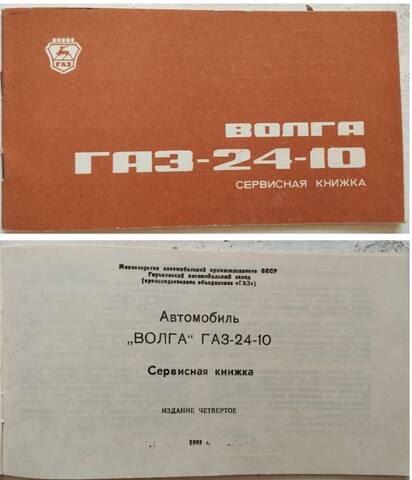 ГАЗ
ВОЛГА
ГАЗ-24-10
СЕРВИСНАЯ КНИЖКА
Министерство автомобильной промышленности СССР
Горьковский автомобильный завод
(производственное объединение «ГАЗ»)
Автомобиль
„ВОЛГА“ ГАЗ-24-10
Сервисная книжка
ИЗДАНИЕ ЧЕТВЕРТОЕ
г.